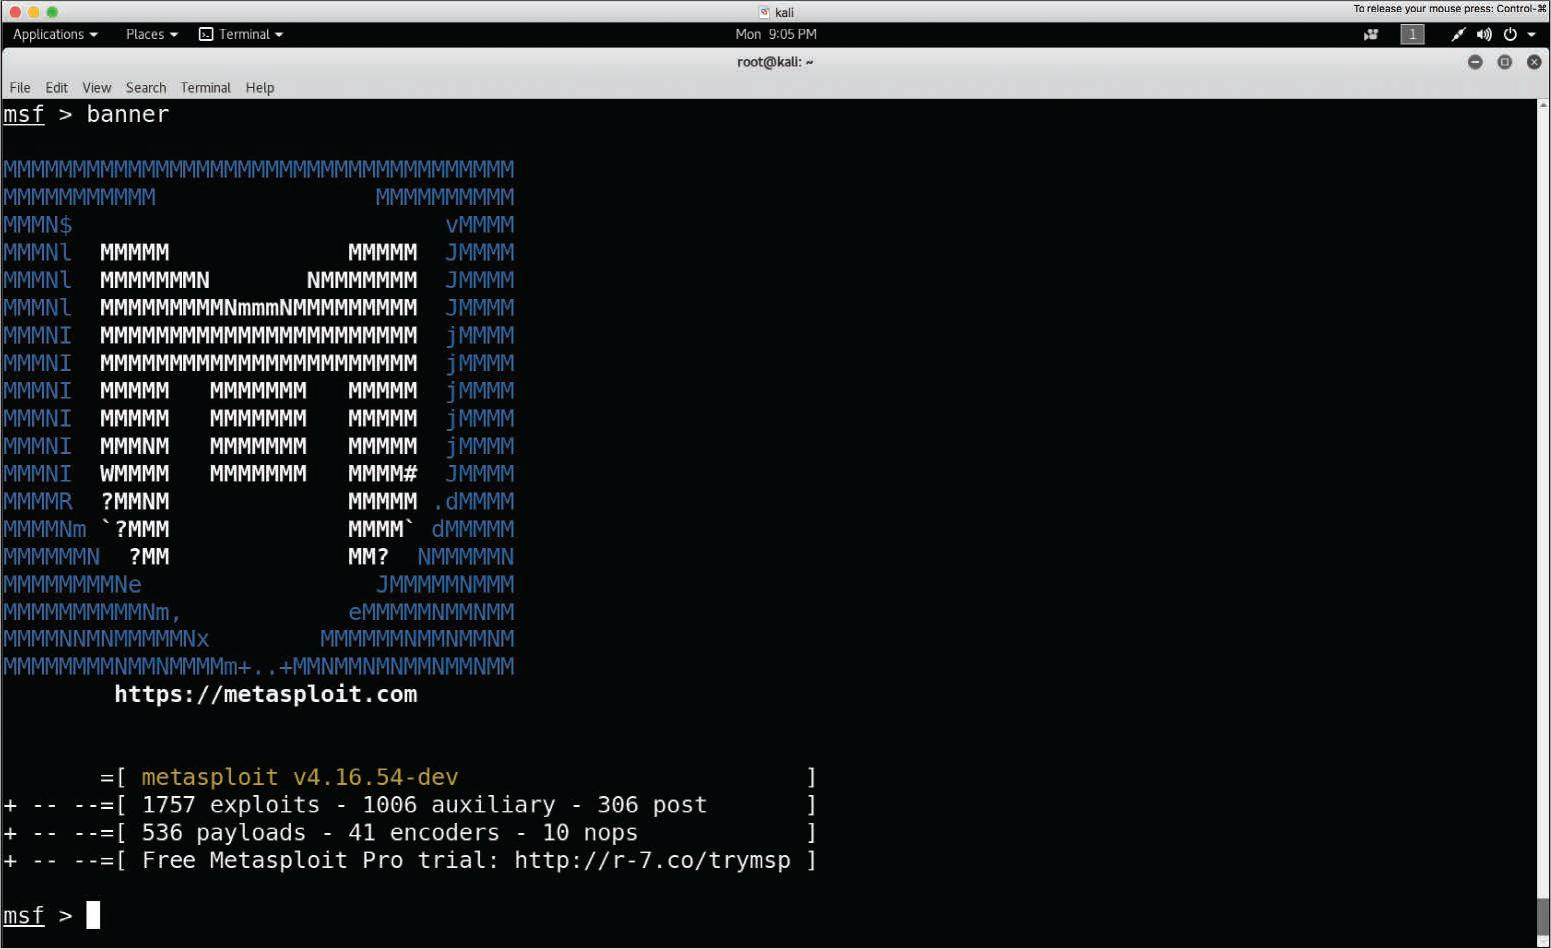 kali
To release your mouse press: Control-⌘
Applications Places Terminal Mon 9:05 PM 1
root@kali: ~
File Edit View Search Terminal Help
msf > banner
MMMMMMMMMMMMMMMMMMMMMMMMMMMMMMMMMMMMM
MMMMMMMMMMM                MMMMMMMMMM
MMMN$                           vMMMM
MMMNl  MMMMM             MMMMM  JMMMM
MMMNl  MMMMMMMN       NMMMMMMM  JMMMM
MMMNl  MMMMMMMMMNmmmNMMMMMMMMM  JMMMM
MMMNI  MMMMMMMMMMMMMMMMMMMMMMM  jMMMM
MMMNI  MMMMMMMMMMMMMMMMMMMMMMM  jMMMM
MMMNI  MMMMM   MMMMMMM   MMMMM  jMMMM
MMMNI  MMMMM   MMMMMMM   MMMMM  jMMMM
MMMNI  MMMNM   MMMMMMM   MMMMM  jMMMM
MMMNI  WMMMM   MMMMMMM   MMMM#  JMMMM
MMMMR  ?MMNM             MMMMM .dMMMM
MMMMNm `?MMM             MMMM` dMMMMM
MMMMMMN  ?MM             MM?  NMMMMMN
MMMMMMMMNe                 JMMMMMNMMM
MMMMMMMMMMNm,            eMMMMMNMMNMM
MMMMNNMNMMMMMNx        MMMMMMNMMNMMNM
MMMMMMMMNMMNMMMMm+..+MMNMMNMNMMNMMNMM
https://metasploit.com
=[ metasploit v4.16.54-dev ]
+ -- --=[ 1757 exploits - 1006 auxiliary - 306 post ]
+ -- --=[ 536 payloads - 41 encoders - 10 nops ]
+ -- --=[ Free Metasploit Pro trial: http://r-7.co/trymsp ]
msf >